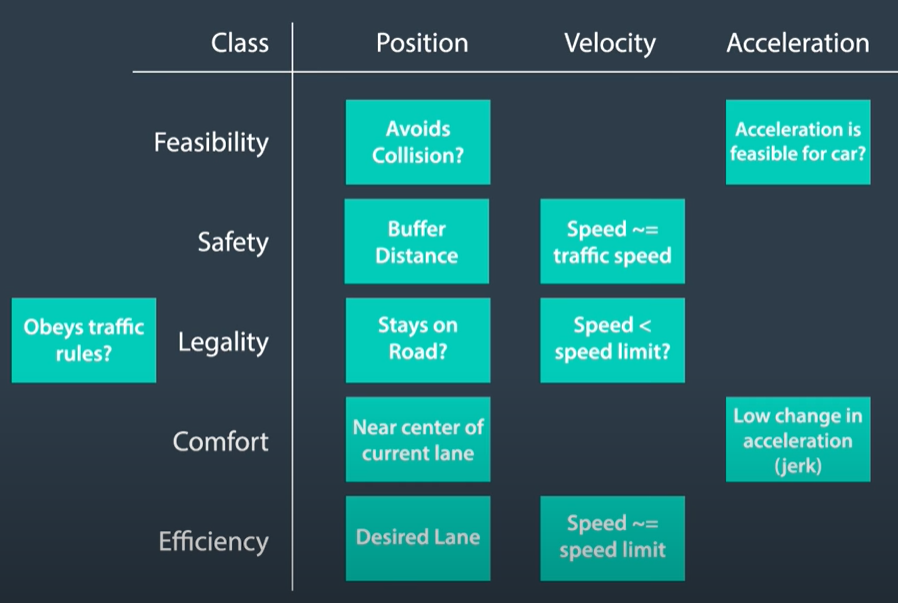 Class Position Velocity Acceleration
Feasibility
Avoids
Collision?
Acceleration is
feasible for car?
Safety
Buffer
Distance
Speed ~=
traffic speed
Obeys traffic
rules?
Legality
Stays on
Road?
Speed <
speed limit?
Comfort
Near center of
current lane
Low change in
acceleration
(jerk)
Efficiency
Desired Lane
Speed ~=
speed limit